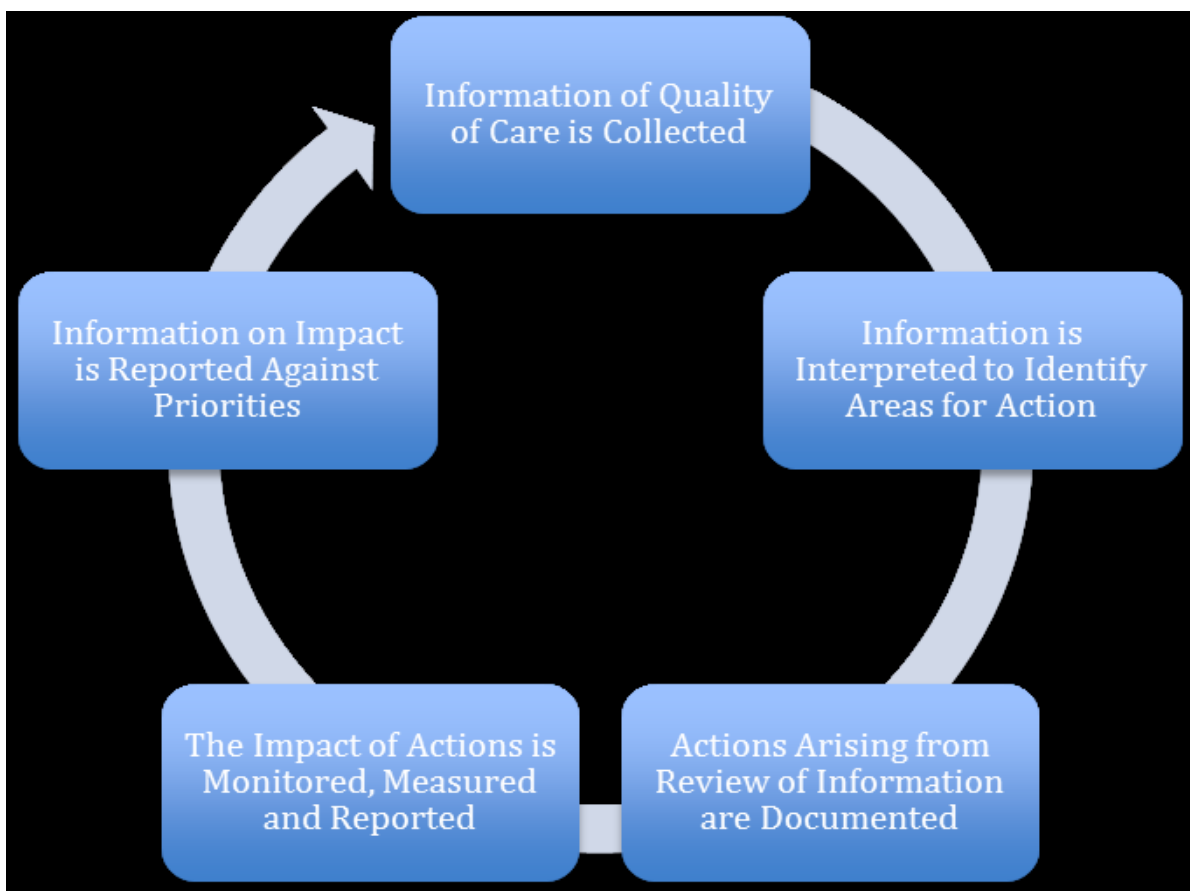 Information of Quality
of Care is Collected
Information is
Interpreted to Identify
Areas for Action
Actions Arising from
Review of Information
are Documented
The Impact of Actions is
Monitored, Measured
and Reported
Information on Impact
is Reported Against
Priorities